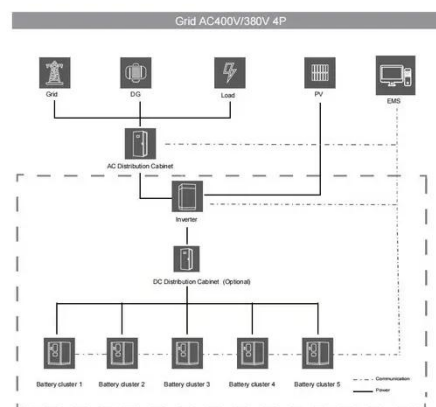 Grid AC400V/380V 4P
Grid
DG
Load
PV
EMS
AC Distribution Cabinet
Inverter
DC Distribution Cabinet (Optional)
Battery cluster 1
Battery cluster 2
Battery cluster 3
Battery cluster 4
Battery cluster 5
Communication
Power